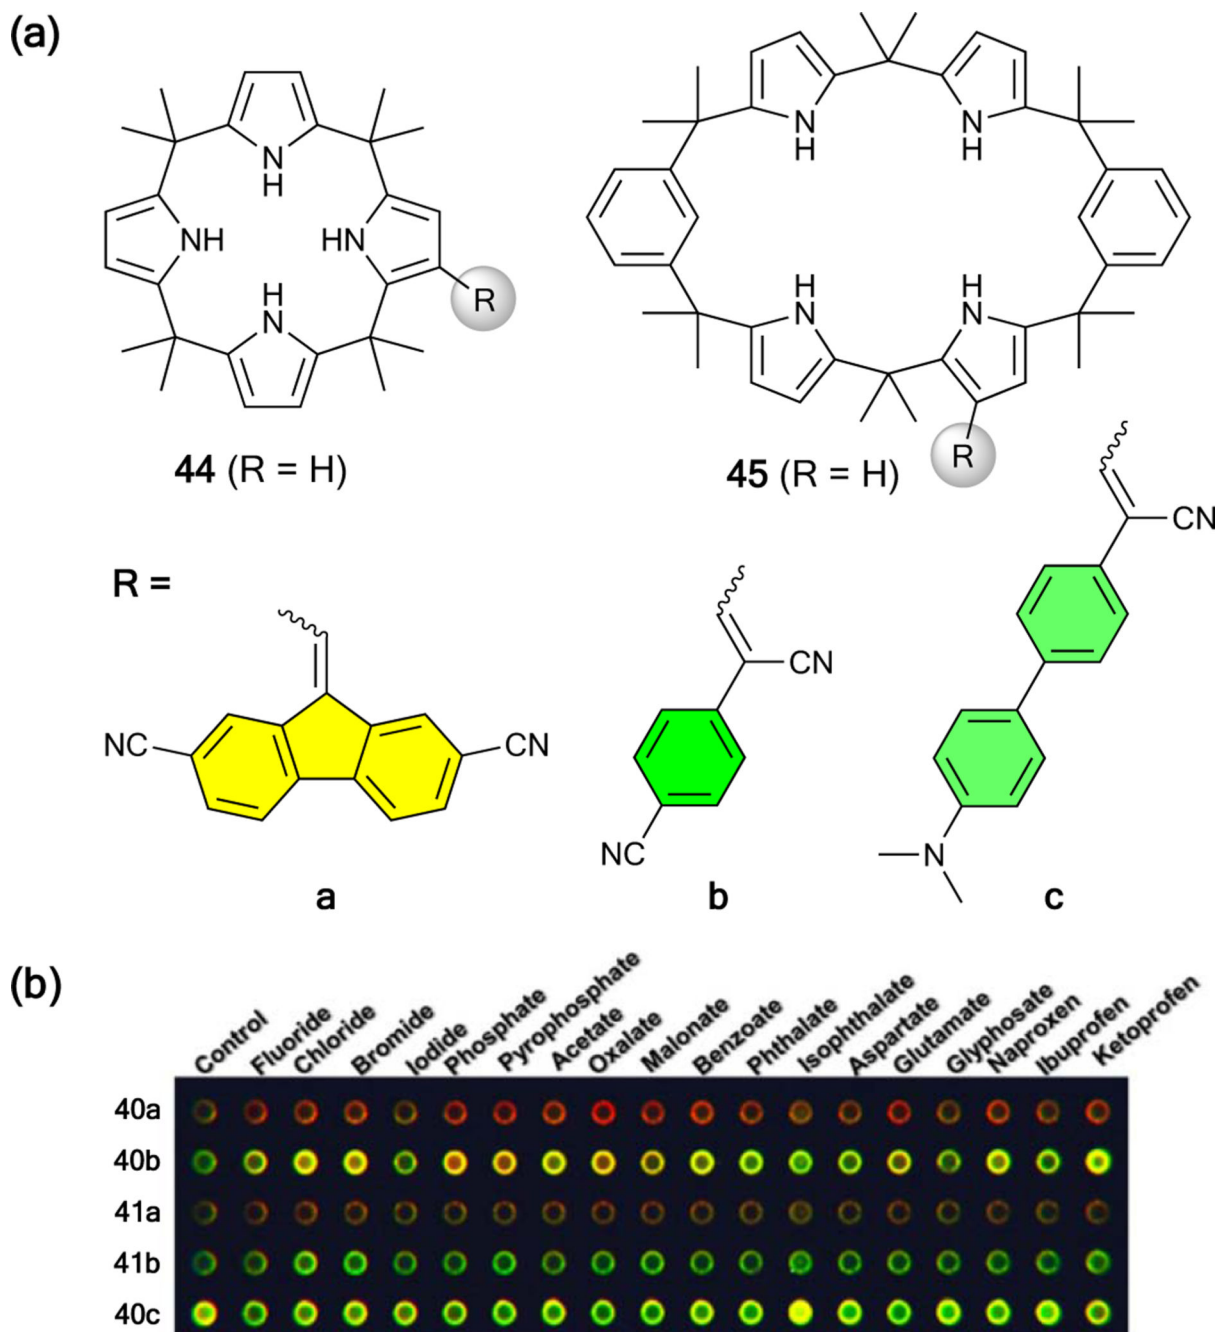 (a)
N
H
NH
HN
H
N
R
44 (R = H)
N
H
N
H
H
N
H
N
R
45 (R = H)
R =
NC
CN
a
CN
NC
b
CN
N
c
(b)
Control
Fluoride
Chloride
Bromide
Iodide
Phosphate
Pyrophosphate
Acetate
Oxalate
Malonate
Benzoate
Phthalate
Isophthalate
Aspartate
Glutamate
Glyphosate
Naproxen
Ibuprofen
Ketoprofen
40a
40b
41a
41b
40c